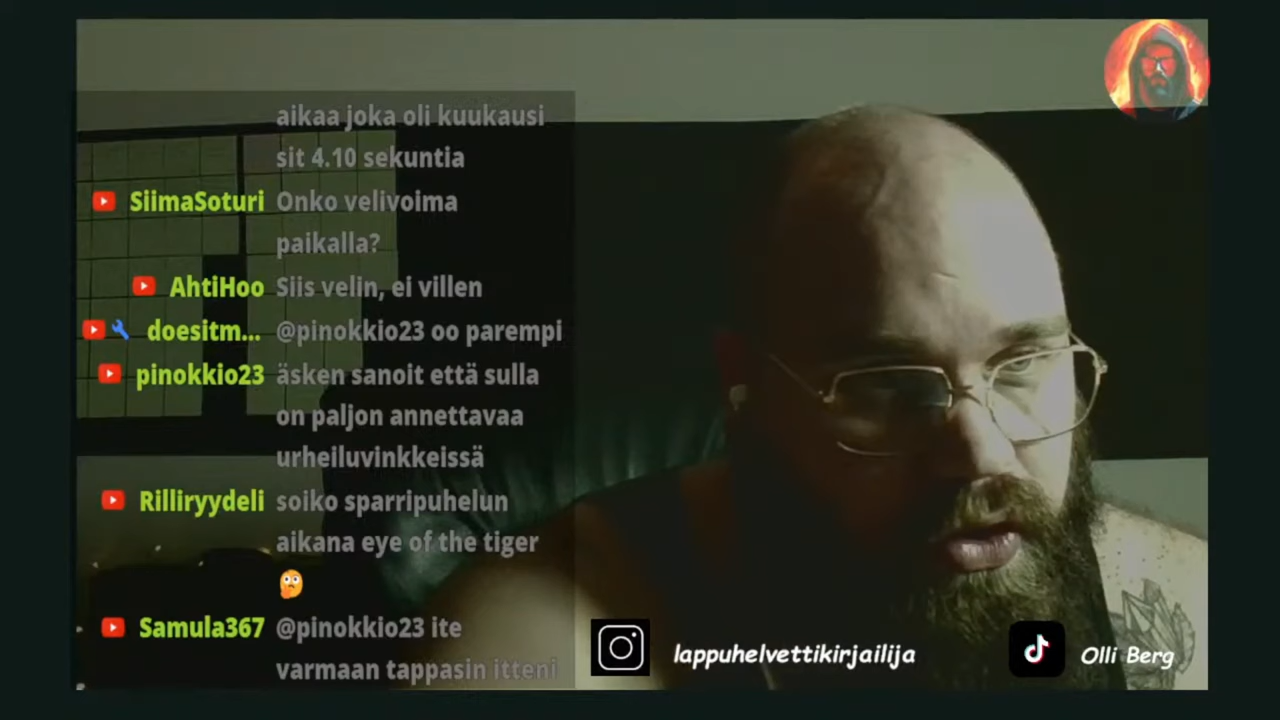 aikaa joka oli kuukausi
sit 4.10 sekuntia
SiimaSoturi Onko velivoima
paikalla?
AhtiHoo Siis velin, ei villen
doesitm... @pinokkio23 oo parempi
pinokkio23 äsken sanoit että sulla
on paljon annettavaa
urheiluvinkkeissä
Rilliryydeli soiko sparripuhelun
aikana eye of the tiger
🤔
Samula367 @pinokkio23 ite
varmaan tappasin itteni
lappuhelvettikirjailija
Olli Berg